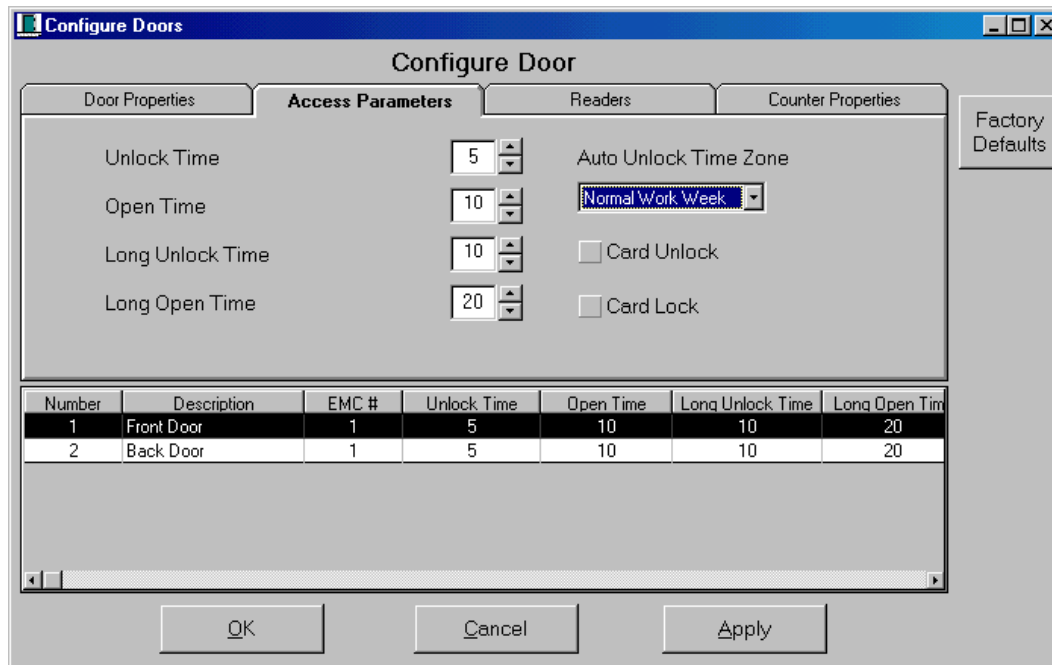 Configure Doors
Configure Door
Door Properties Access Parameters Readers Counter Properties
Factory
Defaults
Unlock Time 5 Auto Unlock Time Zone
Open Time 10 Normal Work Week
Long Unlock Time 10 Card Unlock
Long Open Time 20 Card Lock
Number Description EMC # Unlock Time Open Time Long Unlock Time Long Open Tim
1 Front Door 1 5 10 10 20
2 Back Door 1 5 10 10 20
OK Cancel Apply